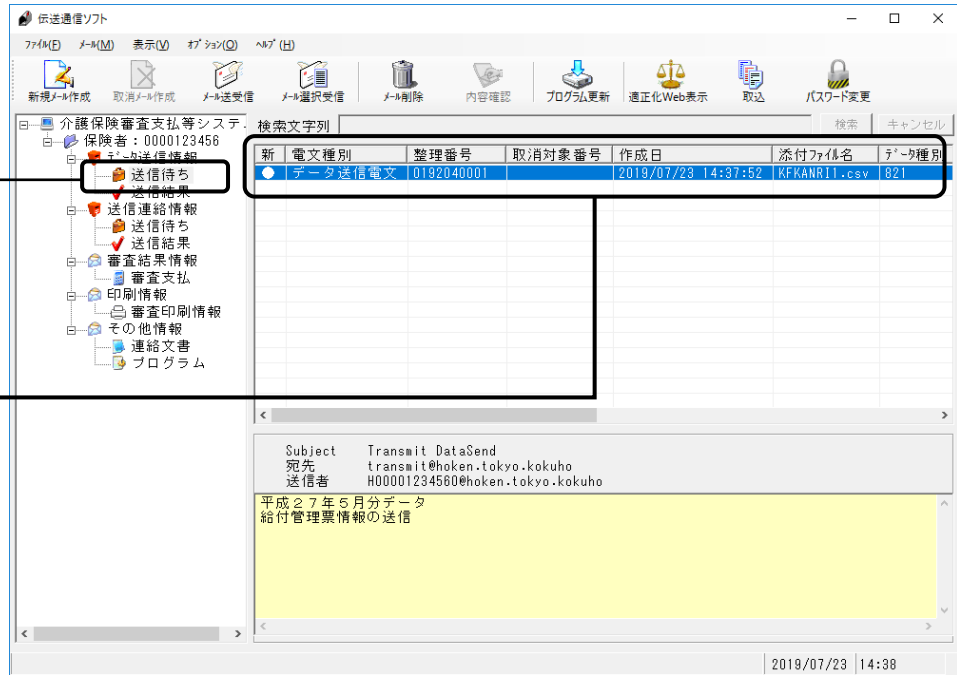 伝送通信ソフト
ファイル(F) メール(M) 表示(V) オプション(O) ヘルプ(H)
新規メール作成 取消メール作成 メール送受信 メール選択受信 メール削除 内容確認 プログラム更新 適正化Web表示 取込 パスワード変更
介護保険審査支払等システ.
保険者：0000123456
データ送信情報
送信待ち
送信結果
送信連絡情報
送信待ち
送信結果
審査結果情報
審査支払
印刷情報
審査印刷情報
その他情報
連絡文書
プログラム
検索文字列 検索 キャンセル
新 電文種別 整理番号 取消対象番号 作成日 添付ファイル名 データ種別
● データ送信電文 0192040001 2019/07/23 14:37:52 KFKANRI1.csv 821
Subject Transmit DataSend
宛先 transmit@hoken.tokyo.kokuho
送信者 H00001234560@hoken.tokyo.kokuho
平成２７年５月分データ
給付管理票情報の送信
2019/07/23 14:38